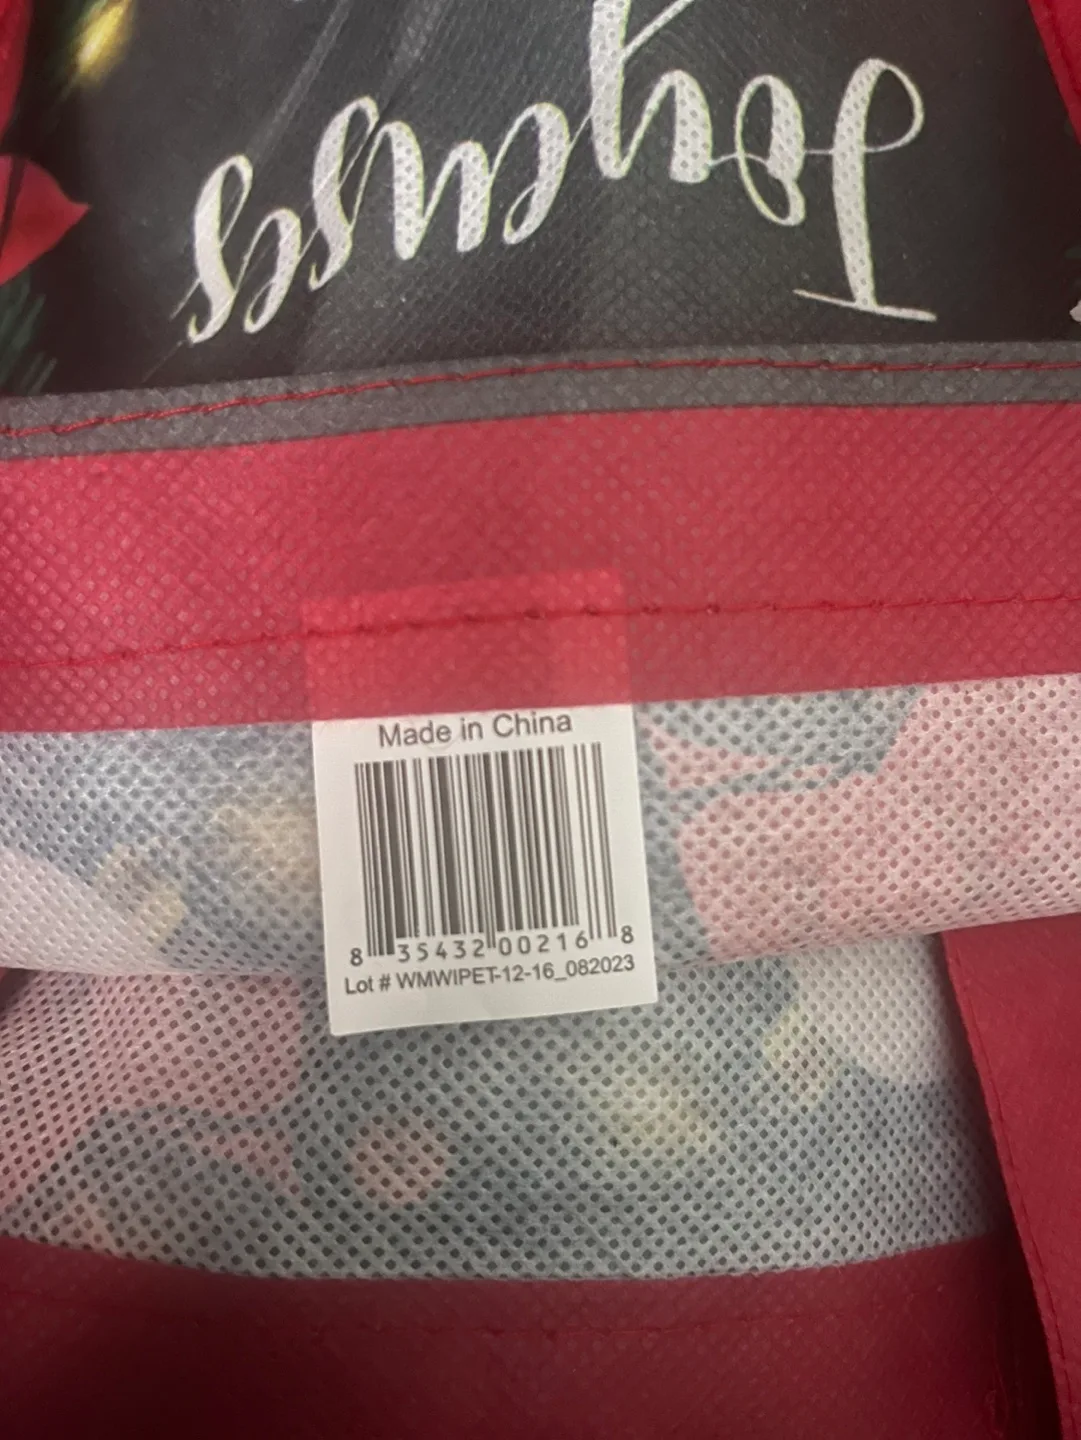 Joyeuses
Made in China
8 35432 00216 8
Lot # WMWIPET-12-16_082023